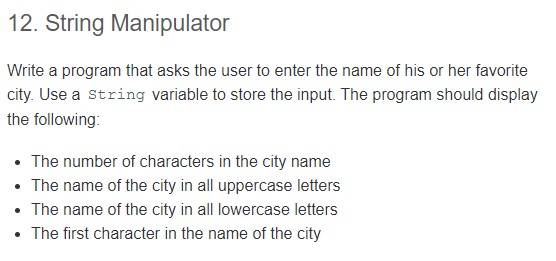 12. String Manipulator
Write a program that asks the user to enter the name of his or her favorite
city. Use a String variable to store the input. The program should display
the following:
• The number of characters in the city name
• The name of the city in all uppercase letters
• The name of the city in all lowercase letters
• The first character in the name of the city